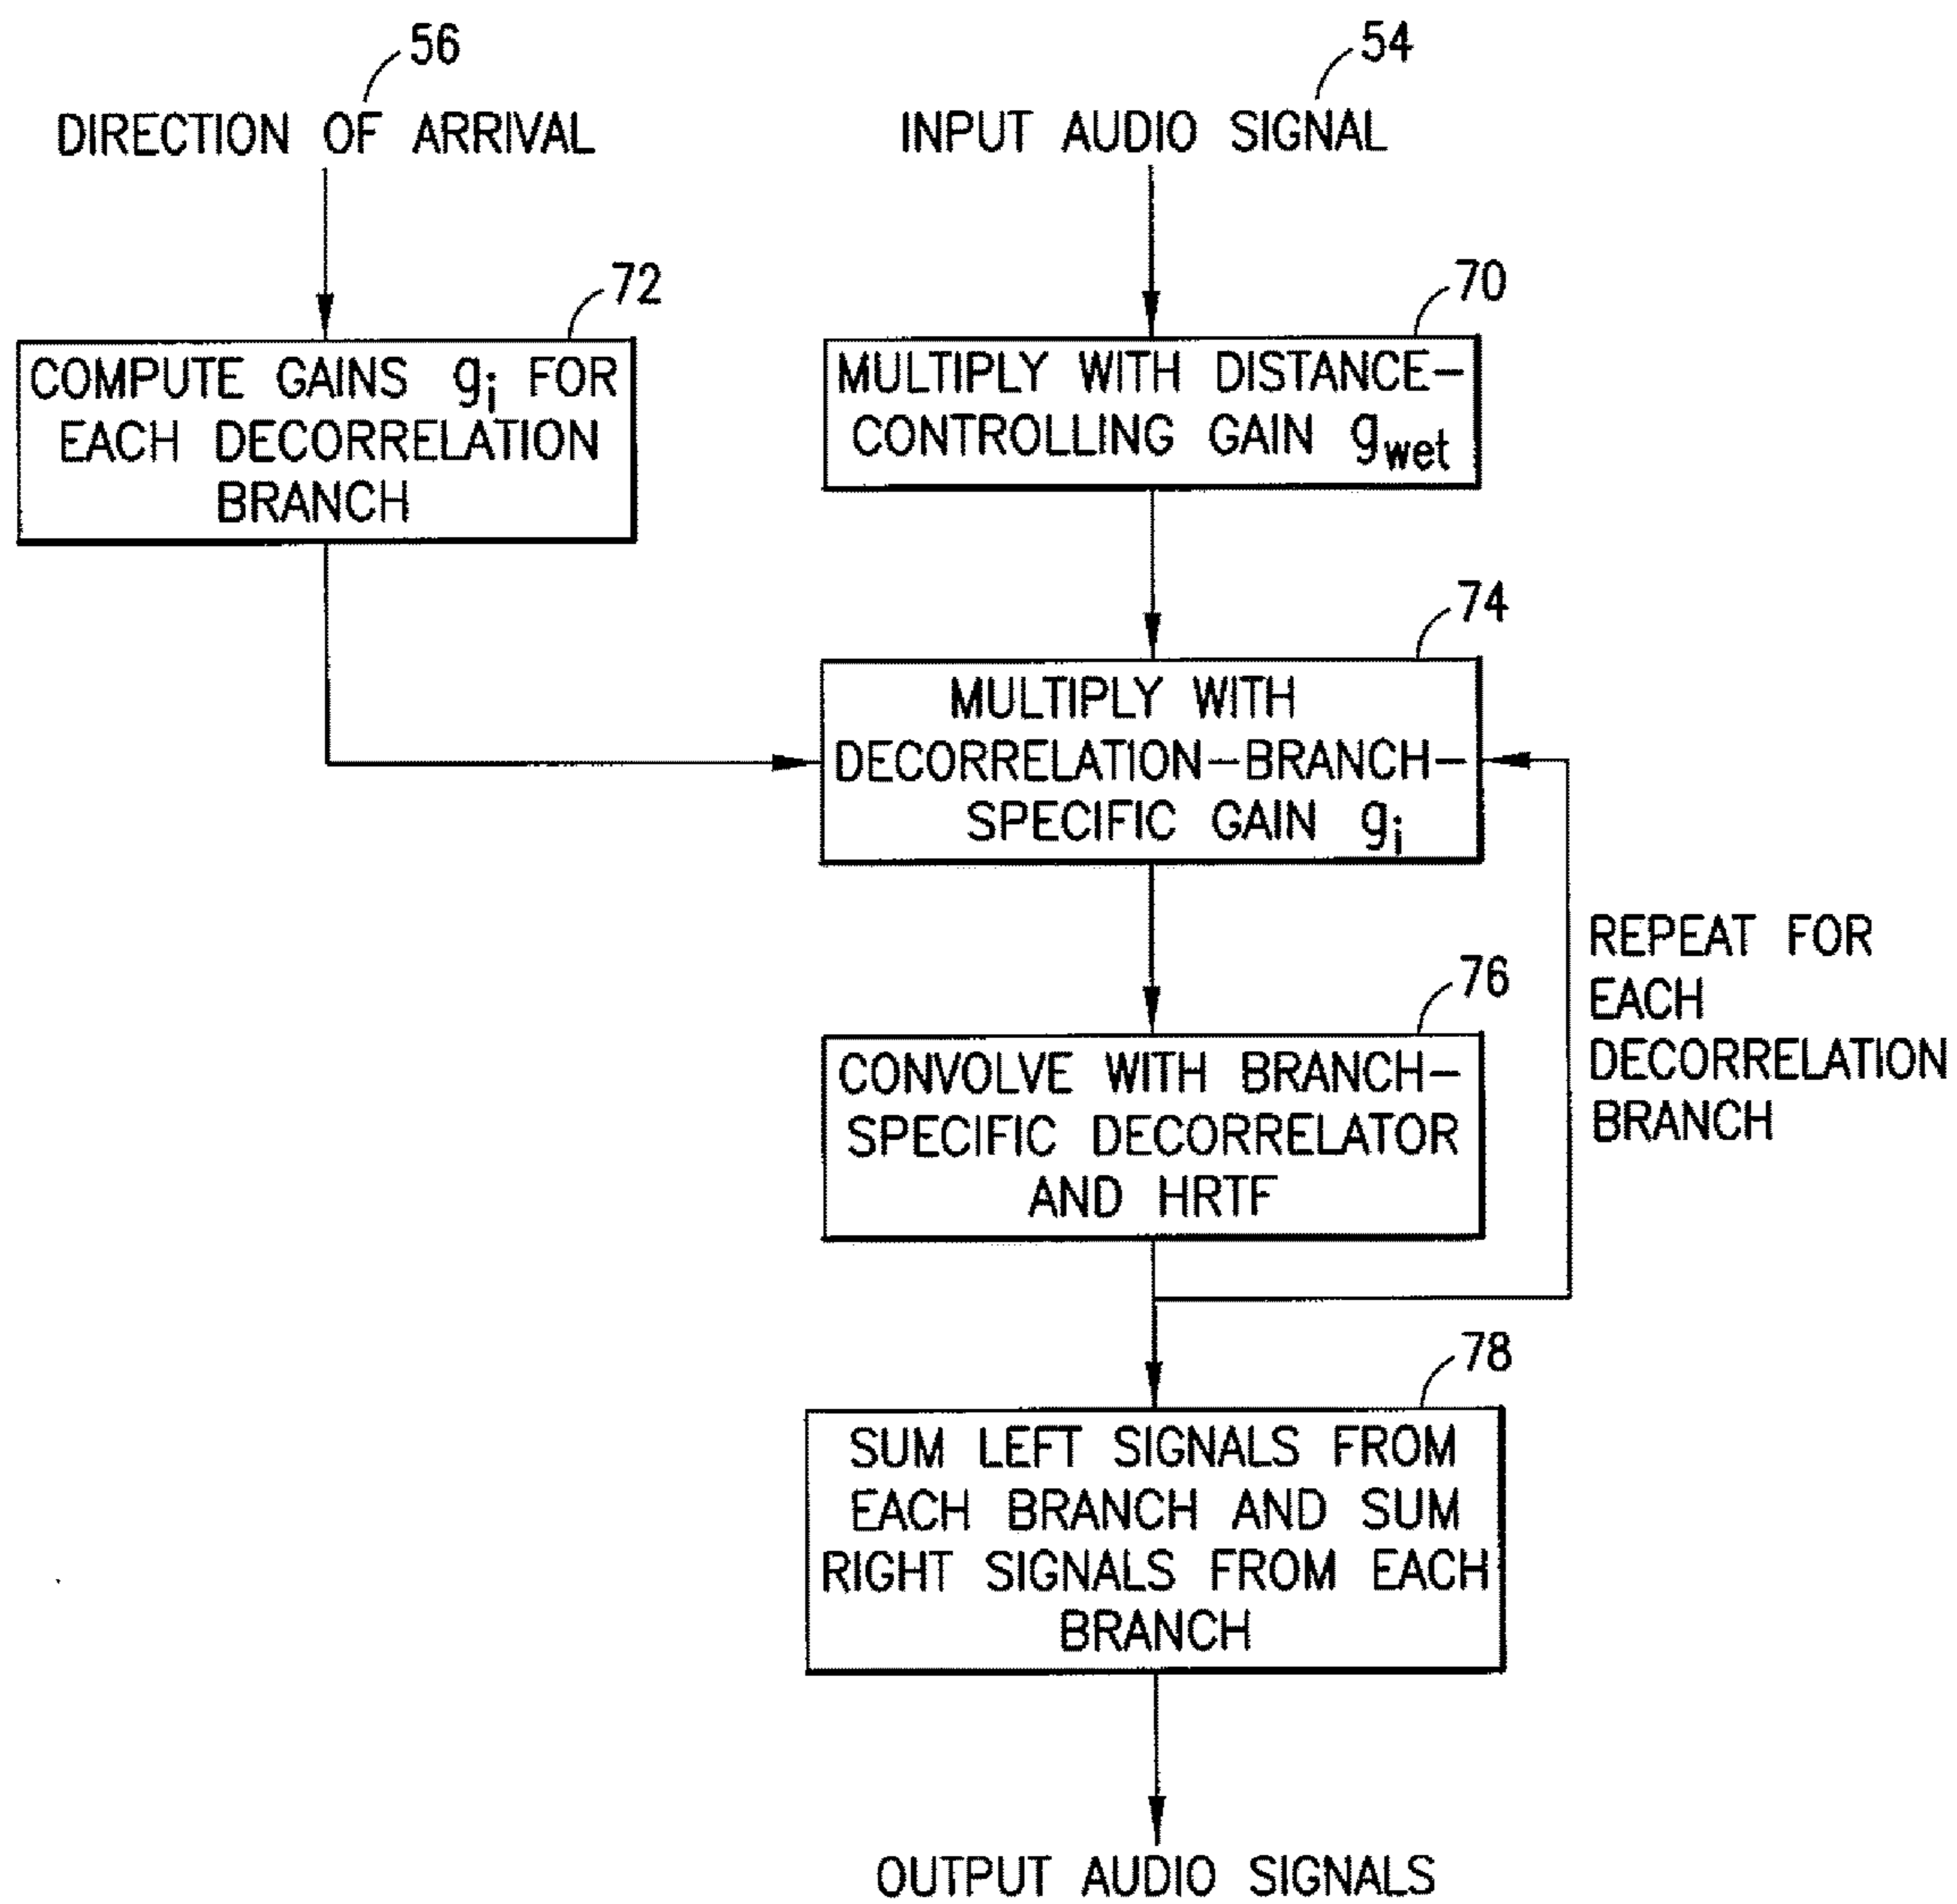 56
DIRECTION OF ARRIVAL
54
INPUT AUDIO SIGNAL
72
COMPUTE GAINS gi FOR
EACH DECORRELATION
BRANCH
70
MULTIPLY WITH DISTANCE-
CONTROLLING GAIN gwet
74
MULTIPLY WITH
DECORRELATION-BRANCH-
SPECIFIC GAIN gi
REPEAT FOR
EACH
DECORRELATION
BRANCH
76
CONVOLVE WITH BRANCH-
SPECIFIC DECORRELATOR
AND HRTF
78
SUM LEFT SIGNALS FROM
EACH BRANCH AND SUM
RIGHT SIGNALS FROM EACH
BRANCH
OUTPUT AUDIO SIGNALS